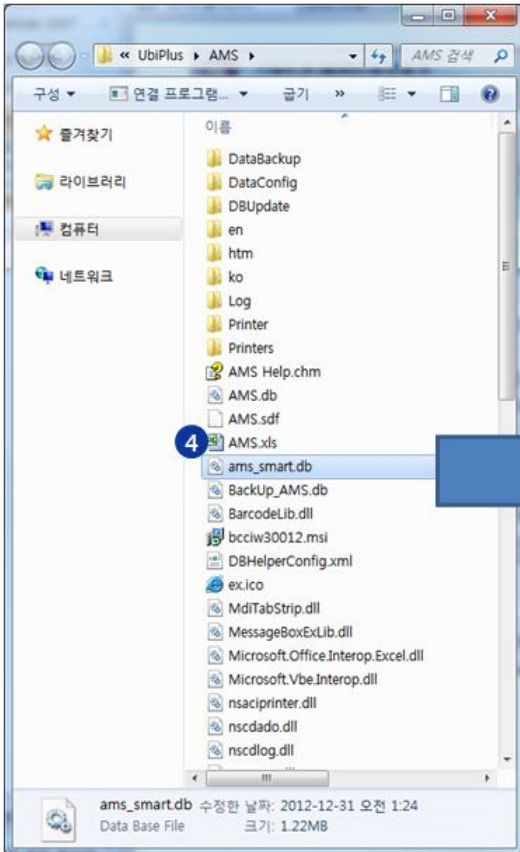 « UbiPlus ▸ AMS ▸ AMS 검색
구성 ▼ 연결 프로그램... ▼ 굽기 »
즐겨찾기
라이브러리
컴퓨터
네트워크
이름
DataBackup
DataConfig
DBUpdate
en
htm
ko
Log
Printer
Printers
AMS Help.chm
AMS.db
AMS.sdf
4 AMS.xls
ams_smart.db
BackUp_AMS.db
BarcodeLib.dll
bcciw30012.msi
DBHelperConfig.xml
ex.ico
MdiTabStrip.dll
MessageBoxExLib.dll
Microsoft.Office.Interop.Excel.dll
Microsoft.Vbe.Interop.dll
nsaciprinter.dll
nscdado.dll
nscdlog.dll
ams_smart.db 수정한 날짜: 2012-12-31 오전 1:24
Data Base File 크기: 1.22MB